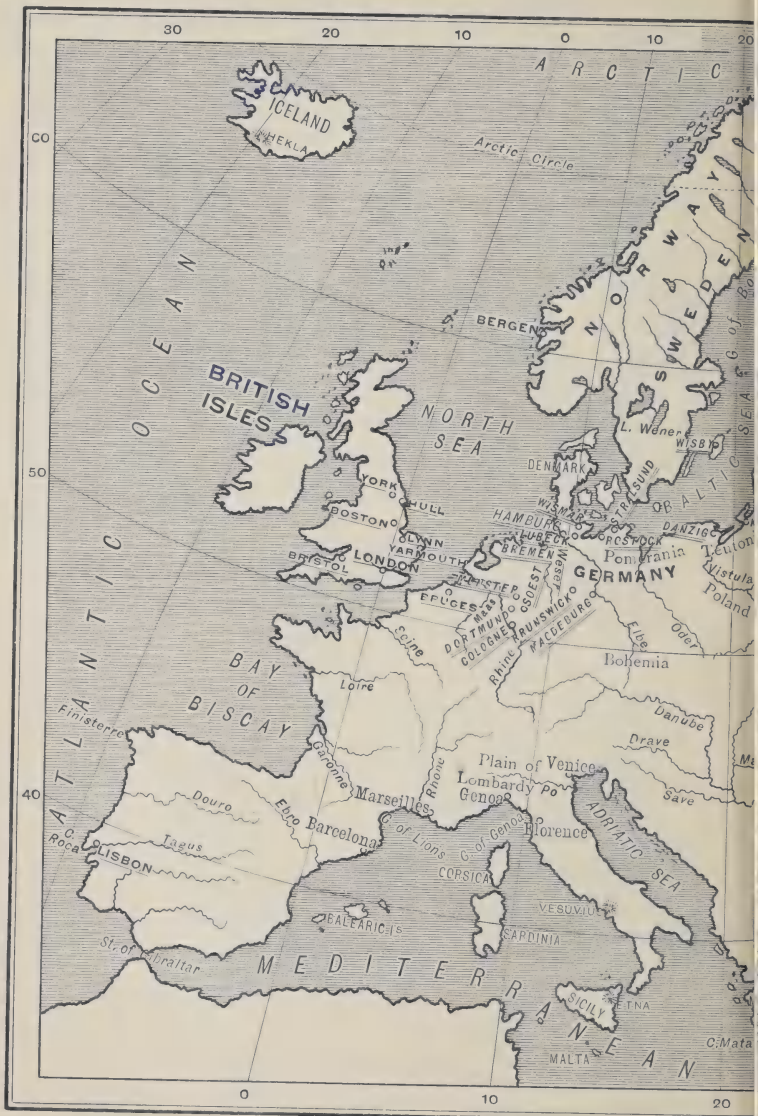 30 20 10 0 10 20
ARCTIC
ICELAND
HEKLA
60
Arctic Circle
NORWAY
SWEDEN
G. of Bo
BERGEN
ATLANTIC OCEAN
BRITISH
ISLES
NORTH
SEA
L. Wener
WISBY
BALTIC SEA
DENMARK
50
YORK
HULL
BOSTON
LYNN
YARMOUTH
BRISTOL
LONDON
WISMAR
STRALSUND
HAMBURG
LUBECK
ROSTOCK
DANZIG
BREMEN
Weser
Pomerania
Teuton
Vistula
GERMANY
Poland
Maas
SOEST
DORTMUND
COLOGNE
BRUNSWICK
MAGDEBURG
Elbe
Oder
Rhine
Bohemia
Seine
Loire
BAY
OF
BISCAY
Danube
Drave
Save
Finisterre
Garonne
Rhone
Plain of Venice
Lombardy
Po
Genoa
Marseilles
40
Douro
Ebro
Barcelona
G. of Lions
G. of Genoa
Florence
ADRIATIC SEA
C.
Roca
LISBON
Tagus
CORSICA
BALEARIC Is
SARDINIA
VESUVIUS
St. of Gibraltar
MEDITERRANEAN
SICILY
ETNA
MALTA
C. Mata
0 10 20